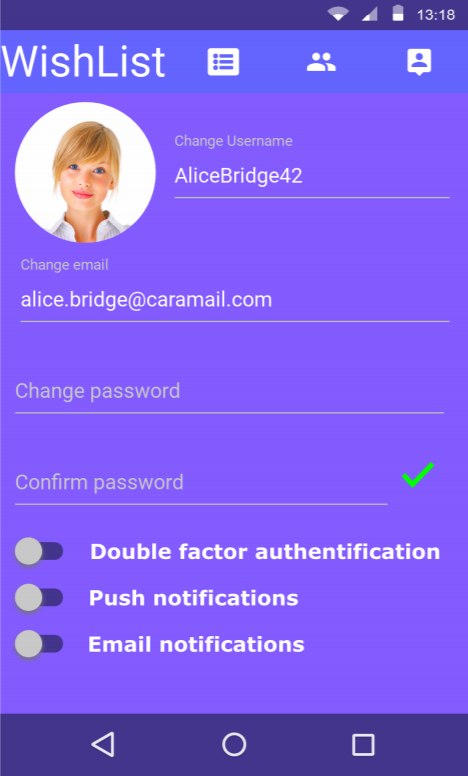 13:18
WishList
Change Username
AliceBridge42
Change email
alice.bridge@caramail.com
Change password
Confirm password
Double factor authentification
Push notifications
Email notifications